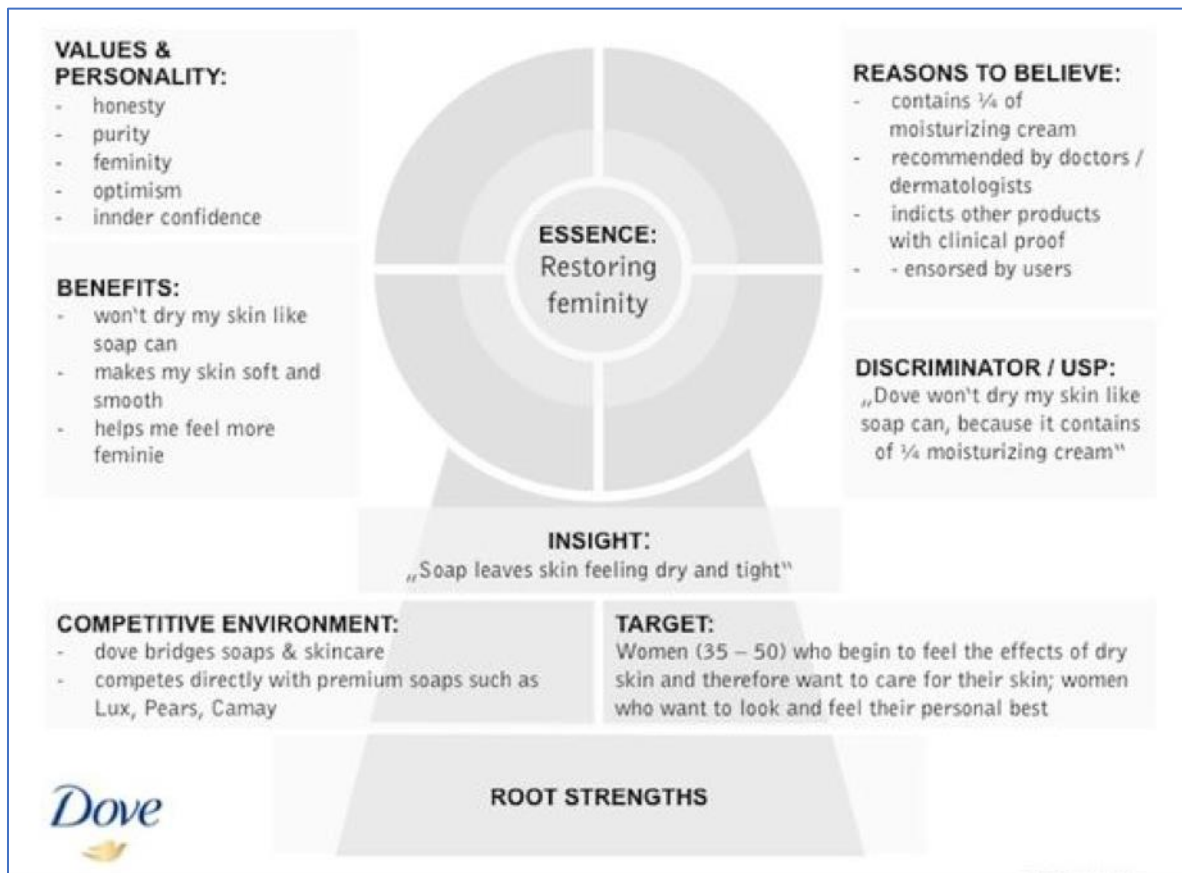 VALUES &
PERSONALITY:
- honesty
- purity
- feminity
- optimism
- innder confidence
BENEFITS:
- won't dry my skin like
soap can
- makes my skin soft and
smooth
- helps me feel more
feminie
ESSENCE:
Restoring
feminity
REASONS TO BELIEVE:
- contains ¼ of
moisturizing cream
- recommended by doctors /
dermatologists
- indicts other products
with clinical proof
- - ensorsed by users
DISCRIMINATOR / USP:
„Dove won't dry my skin like
soap can, because it contains
of ¼ moisturizing cream“
INSIGHT:
„Soap leaves skin feeling dry and tight“
COMPETITIVE ENVIRONMENT:
- dove bridges soaps & skincare
- competes directly with premium soaps such as
Lux, Pears, Camay
TARGET:
Women (35 – 50) who begin to feel the effects of dry
skin and therefore want to care for their skin; women
who want to look and feel their personal best
ROOT STRENGTHS
Dove